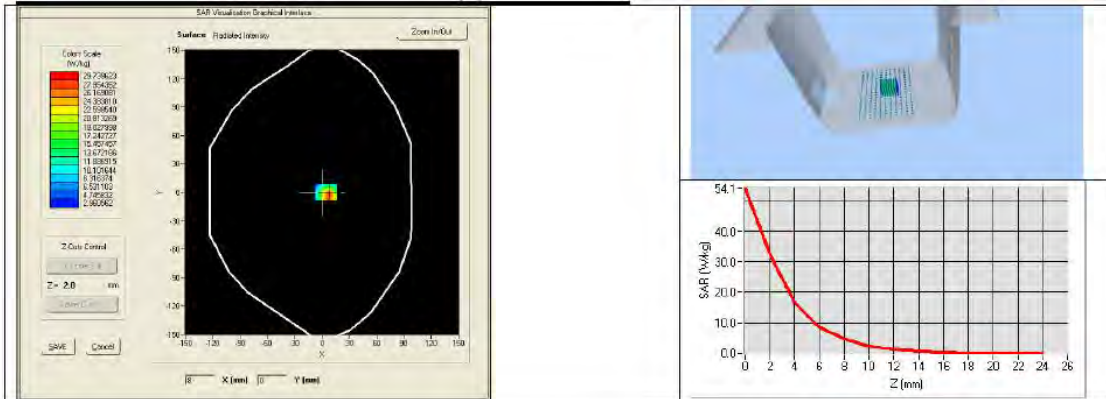 SAR Visualisation Graphical Interface
Surface Radiated Intensity
Zoom In/Out
Colors Scale
(W/kg)
29.739623
27.954352
26.169081
24.383810
22.598540
20.813269
19.027998
17.242727
15.457457
13.672186
11.886915
10.101644
8.316374
6.531103
4.745832
2.960562
Z-Cuts Control
Z = 2.0 mm
SAVE Cancel
150
120
90
60
30
0
-30
-60
-90
-120
-150
Y
-150 -120 -90 -60 -30 0 30 60 90 120 150
X
8 X (mm) 0 Y (mm)
54.1
40.0
30.0
20.0
10.0
0.0
SAR (W/kg)
0 2 4 6 8 10 12 14 16 18 20 22 24 26
Z (mm)